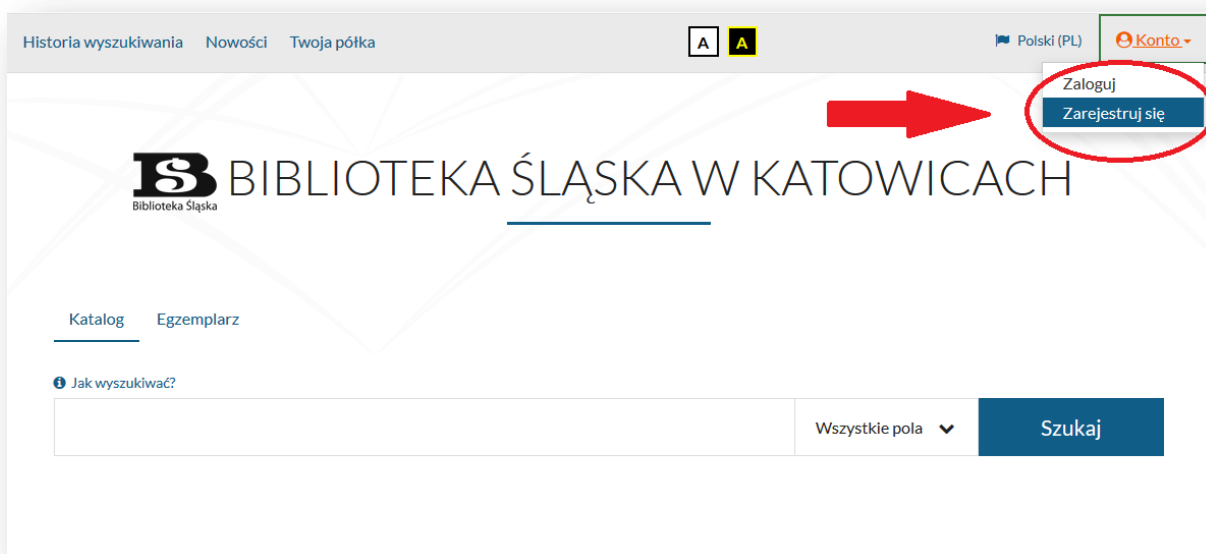 Historia wyszukiwania Nowości Twoja półka A A Polski (PL) Konto
Zaloguj
Zarejestruj się
BIBLIOTEKA ŚLĄSKA W KATOWICACH
Biblioteka Śląska
Katalog Egzemplarz
Jak wyszukiwać?
Wszystkie pola Szukaj